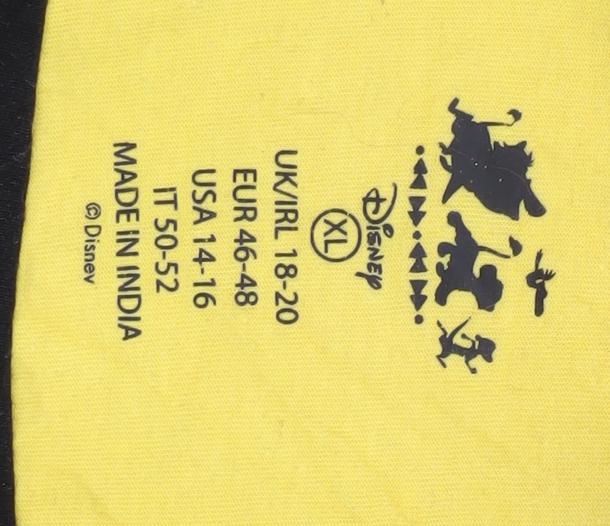 Disney
XL
UK/IRL 18-20
EUR 46-48
USA 14-16
IT 50-52
MADE IN INDIA
© Disney